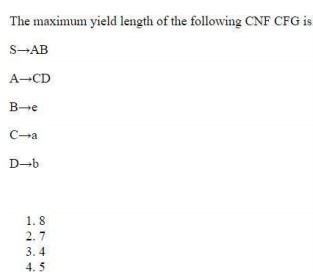 The maximum yield length of the following CNF CFG is
S→AB
A→CD
B→e
C→a
D→b
1. 8
2. 7
3. 4
4. 5